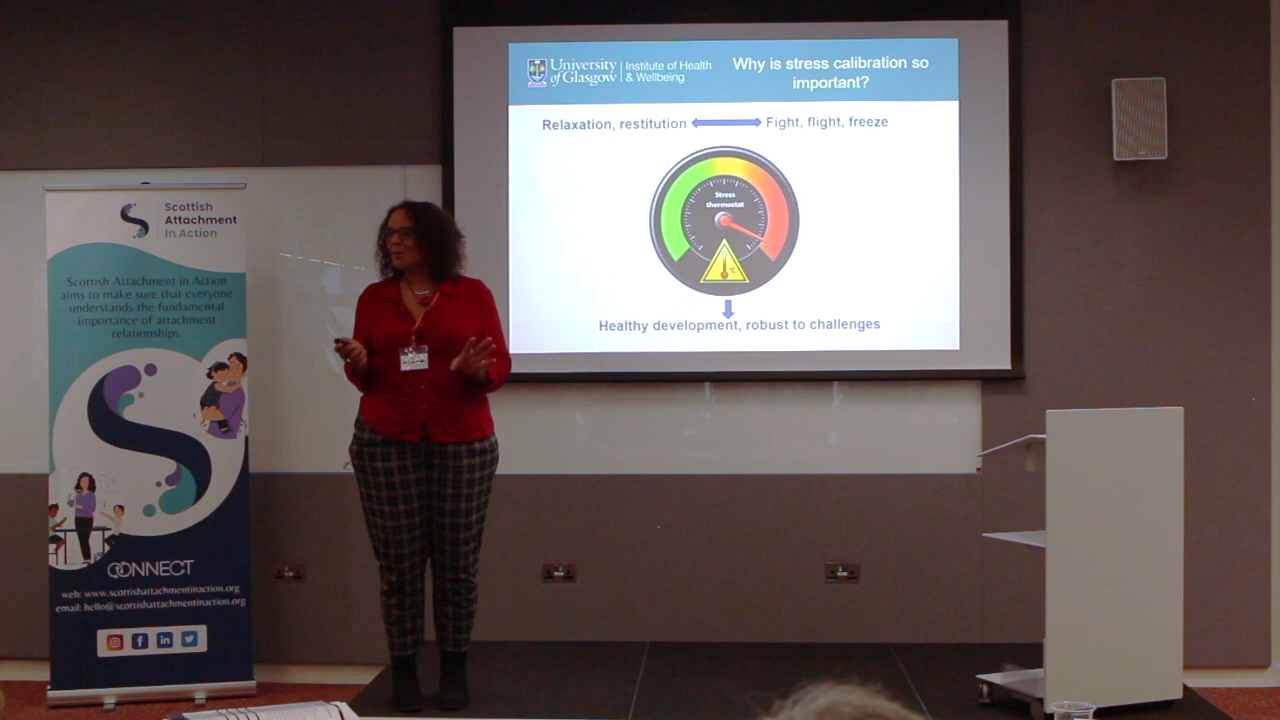 University
of Glasgow
Institute of Health
& Wellbeing
Why is stress calibration so
important?
Relaxation, restitution
Fight, flight, freeze
Stress
thermostat
°C
Healthy development, robust to challenges
Scottish
Attachment
In Action
Scottish Attachment in Action
aims to make sure that everyone
understands the fundamental
importance of attachment
relationships.
CONNECT
web: www.scottishattachmentinaction.org
email: hello@scottishattachmentinaction.org